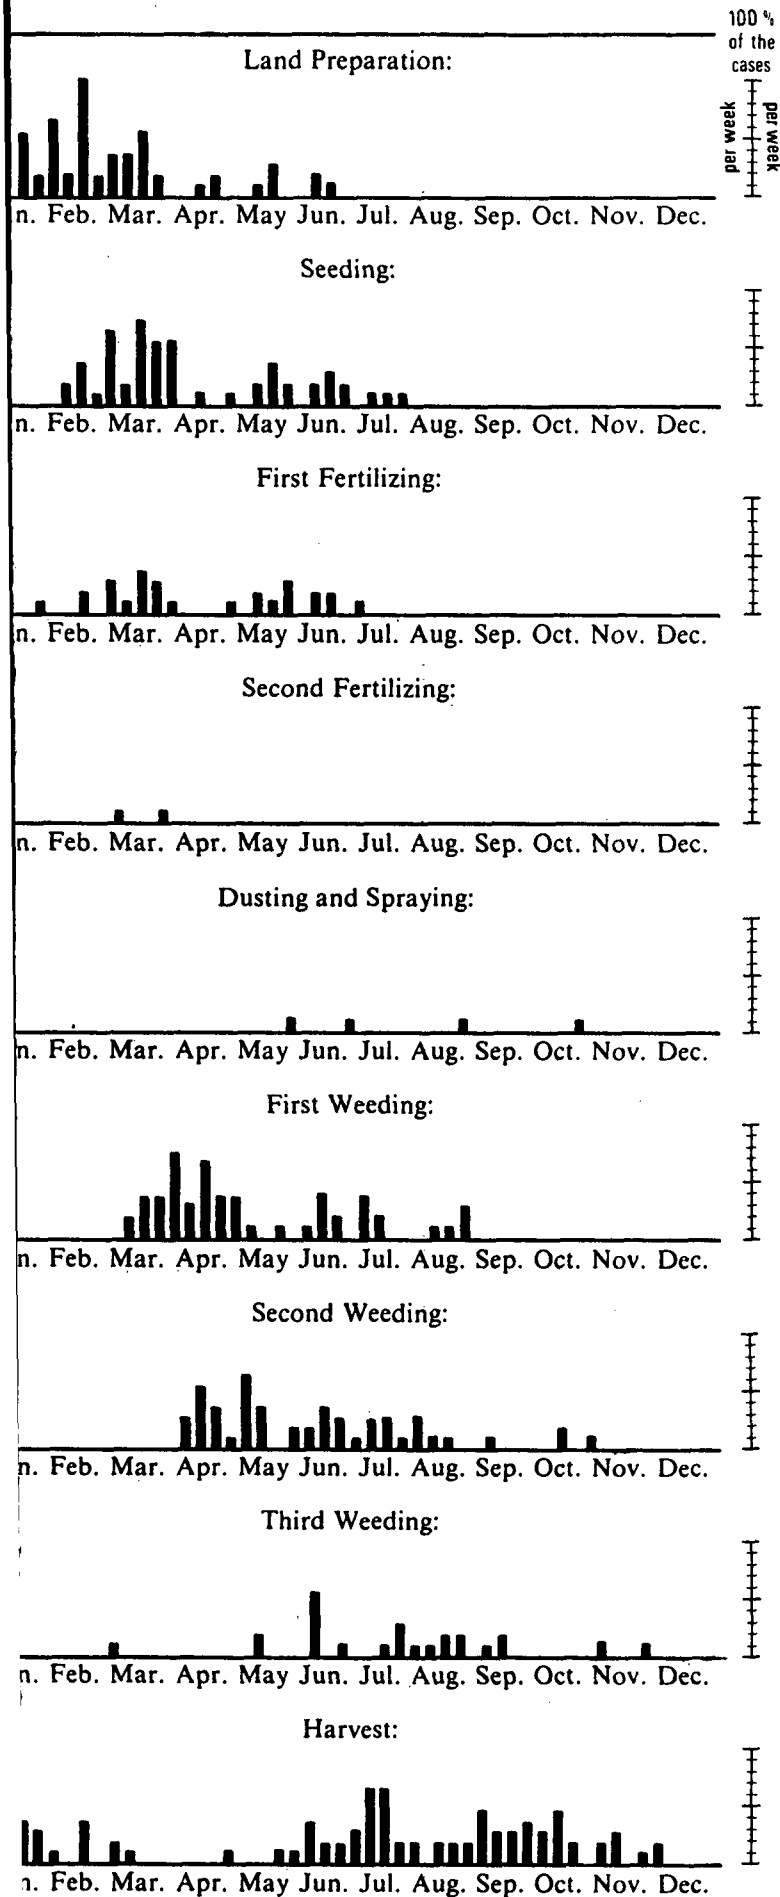 100 %
of the
cases
per week
per week
Land Preparation:
n. Feb. Mar. Apr. May Jun. Jul. Aug. Sep. Oct. Nov. Dec.
Seeding:
n. Feb. Mar. Apr. May Jun. Jul. Aug. Sep. Oct. Nov. Dec.
First Fertilizing:
n. Feb. Mar. Apr. May Jun. Jul. Aug. Sep. Oct. Nov. Dec.
Second Fertilizing:
n. Feb. Mar. Apr. May Jun. Jul. Aug. Sep. Oct. Nov. Dec.
Dusting and Spraying:
n. Feb. Mar. Apr. May Jun. Jul. Aug. Sep. Oct. Nov. Dec.
First Weeding:
n. Feb. Mar. Apr. May Jun. Jul. Aug. Sep. Oct. Nov. Dec.
Second Weeding:
n. Feb. Mar. Apr. May Jun. Jul. Aug. Sep. Oct. Nov. Dec.
Third Weeding:
n. Feb. Mar. Apr. May Jun. Jul. Aug. Sep. Oct. Nov. Dec.
Harvest:
n. Feb. Mar. Apr. May Jun. Jul. Aug. Sep. Oct. Nov. Dec.